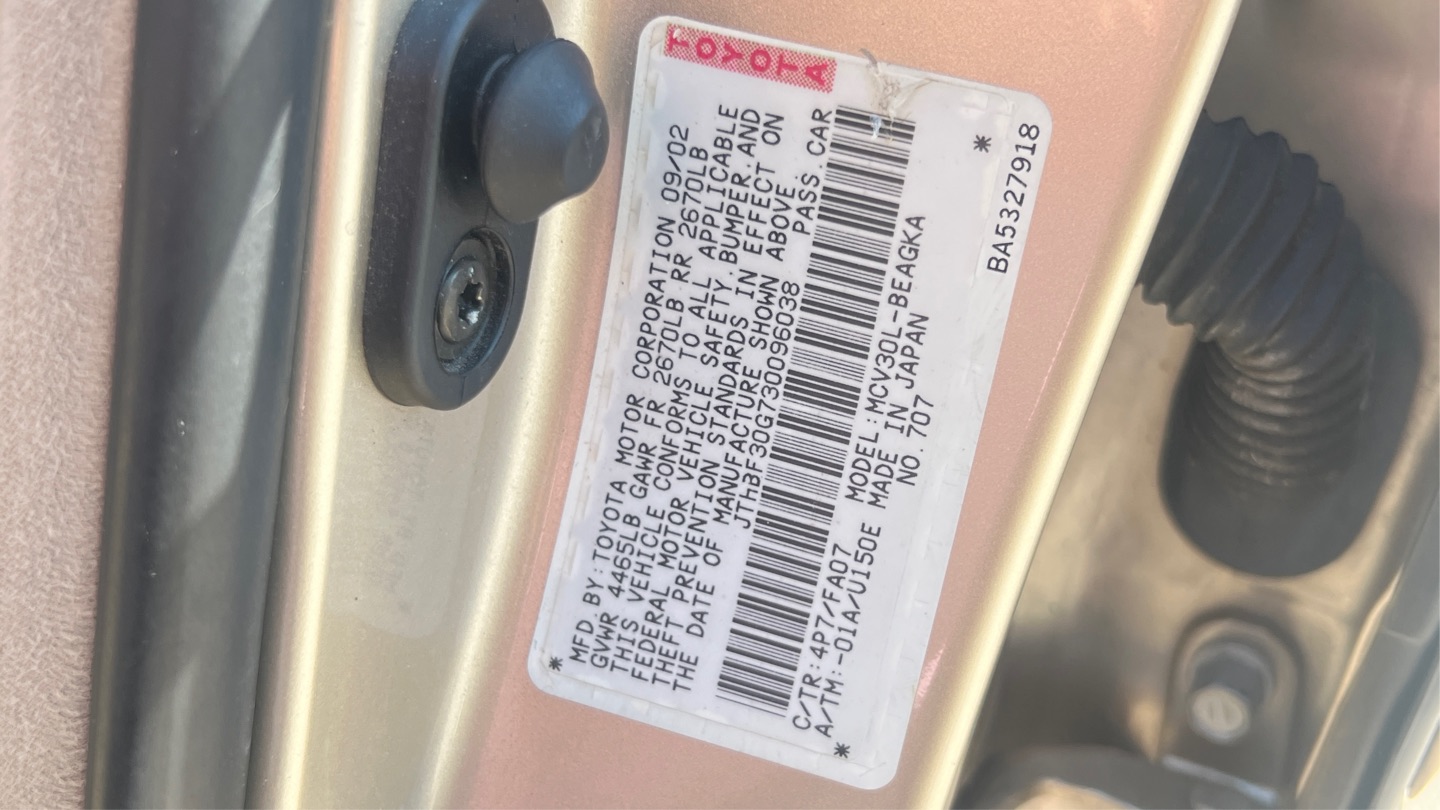 TOYOTA
MFD. BY: TOYOTA MOTOR CORPORATION 09/02
GVWR 4465LB GAWR FR 2670LB RR 2670LB
THIS VEHICLE CONFORMS TO ALL APPLICABLE
FEDERAL MOTOR VEHICLE SAFETY, BUMPER, AND
THEFT PREVENTION STANDARDS IN EFFECT ON
THE DATE OF MANUFACTURE SHOWN ABOVE
JTHBF30G730096038 PASS. CAR
C/TR: 4P7/FA07 MODEL: MCV30L-BEAGKA
A/TM: -01A/U150E MADE IN JAPAN
NO. 707
BA5327918